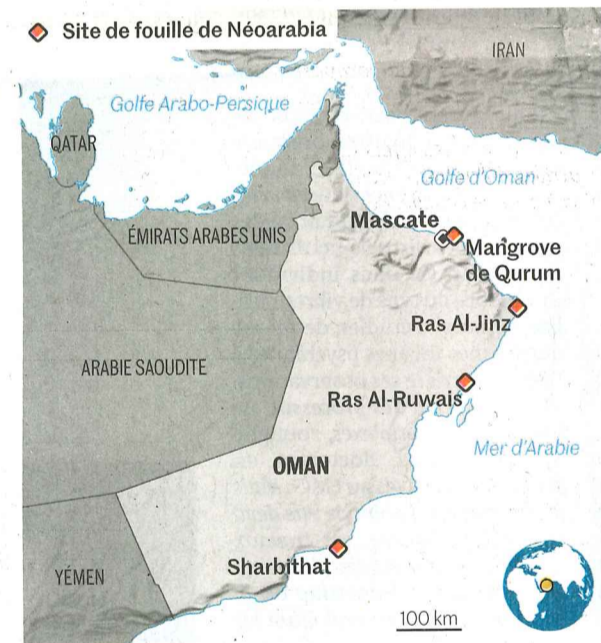 Site de fouille de Néoarabia
IRAN
Golfe Arabo-Persique
QATAR
Golfe d'Oman
Mascate
ÉMIRATS ARABES UNIS
Mangrove
de Qurum
Ras Al-Jinz
ARABIE SAOUDITE
Ras Al-Ruwais
Mer d'Arabie
OMAN
Sharbithat
YÉMEN
100 km